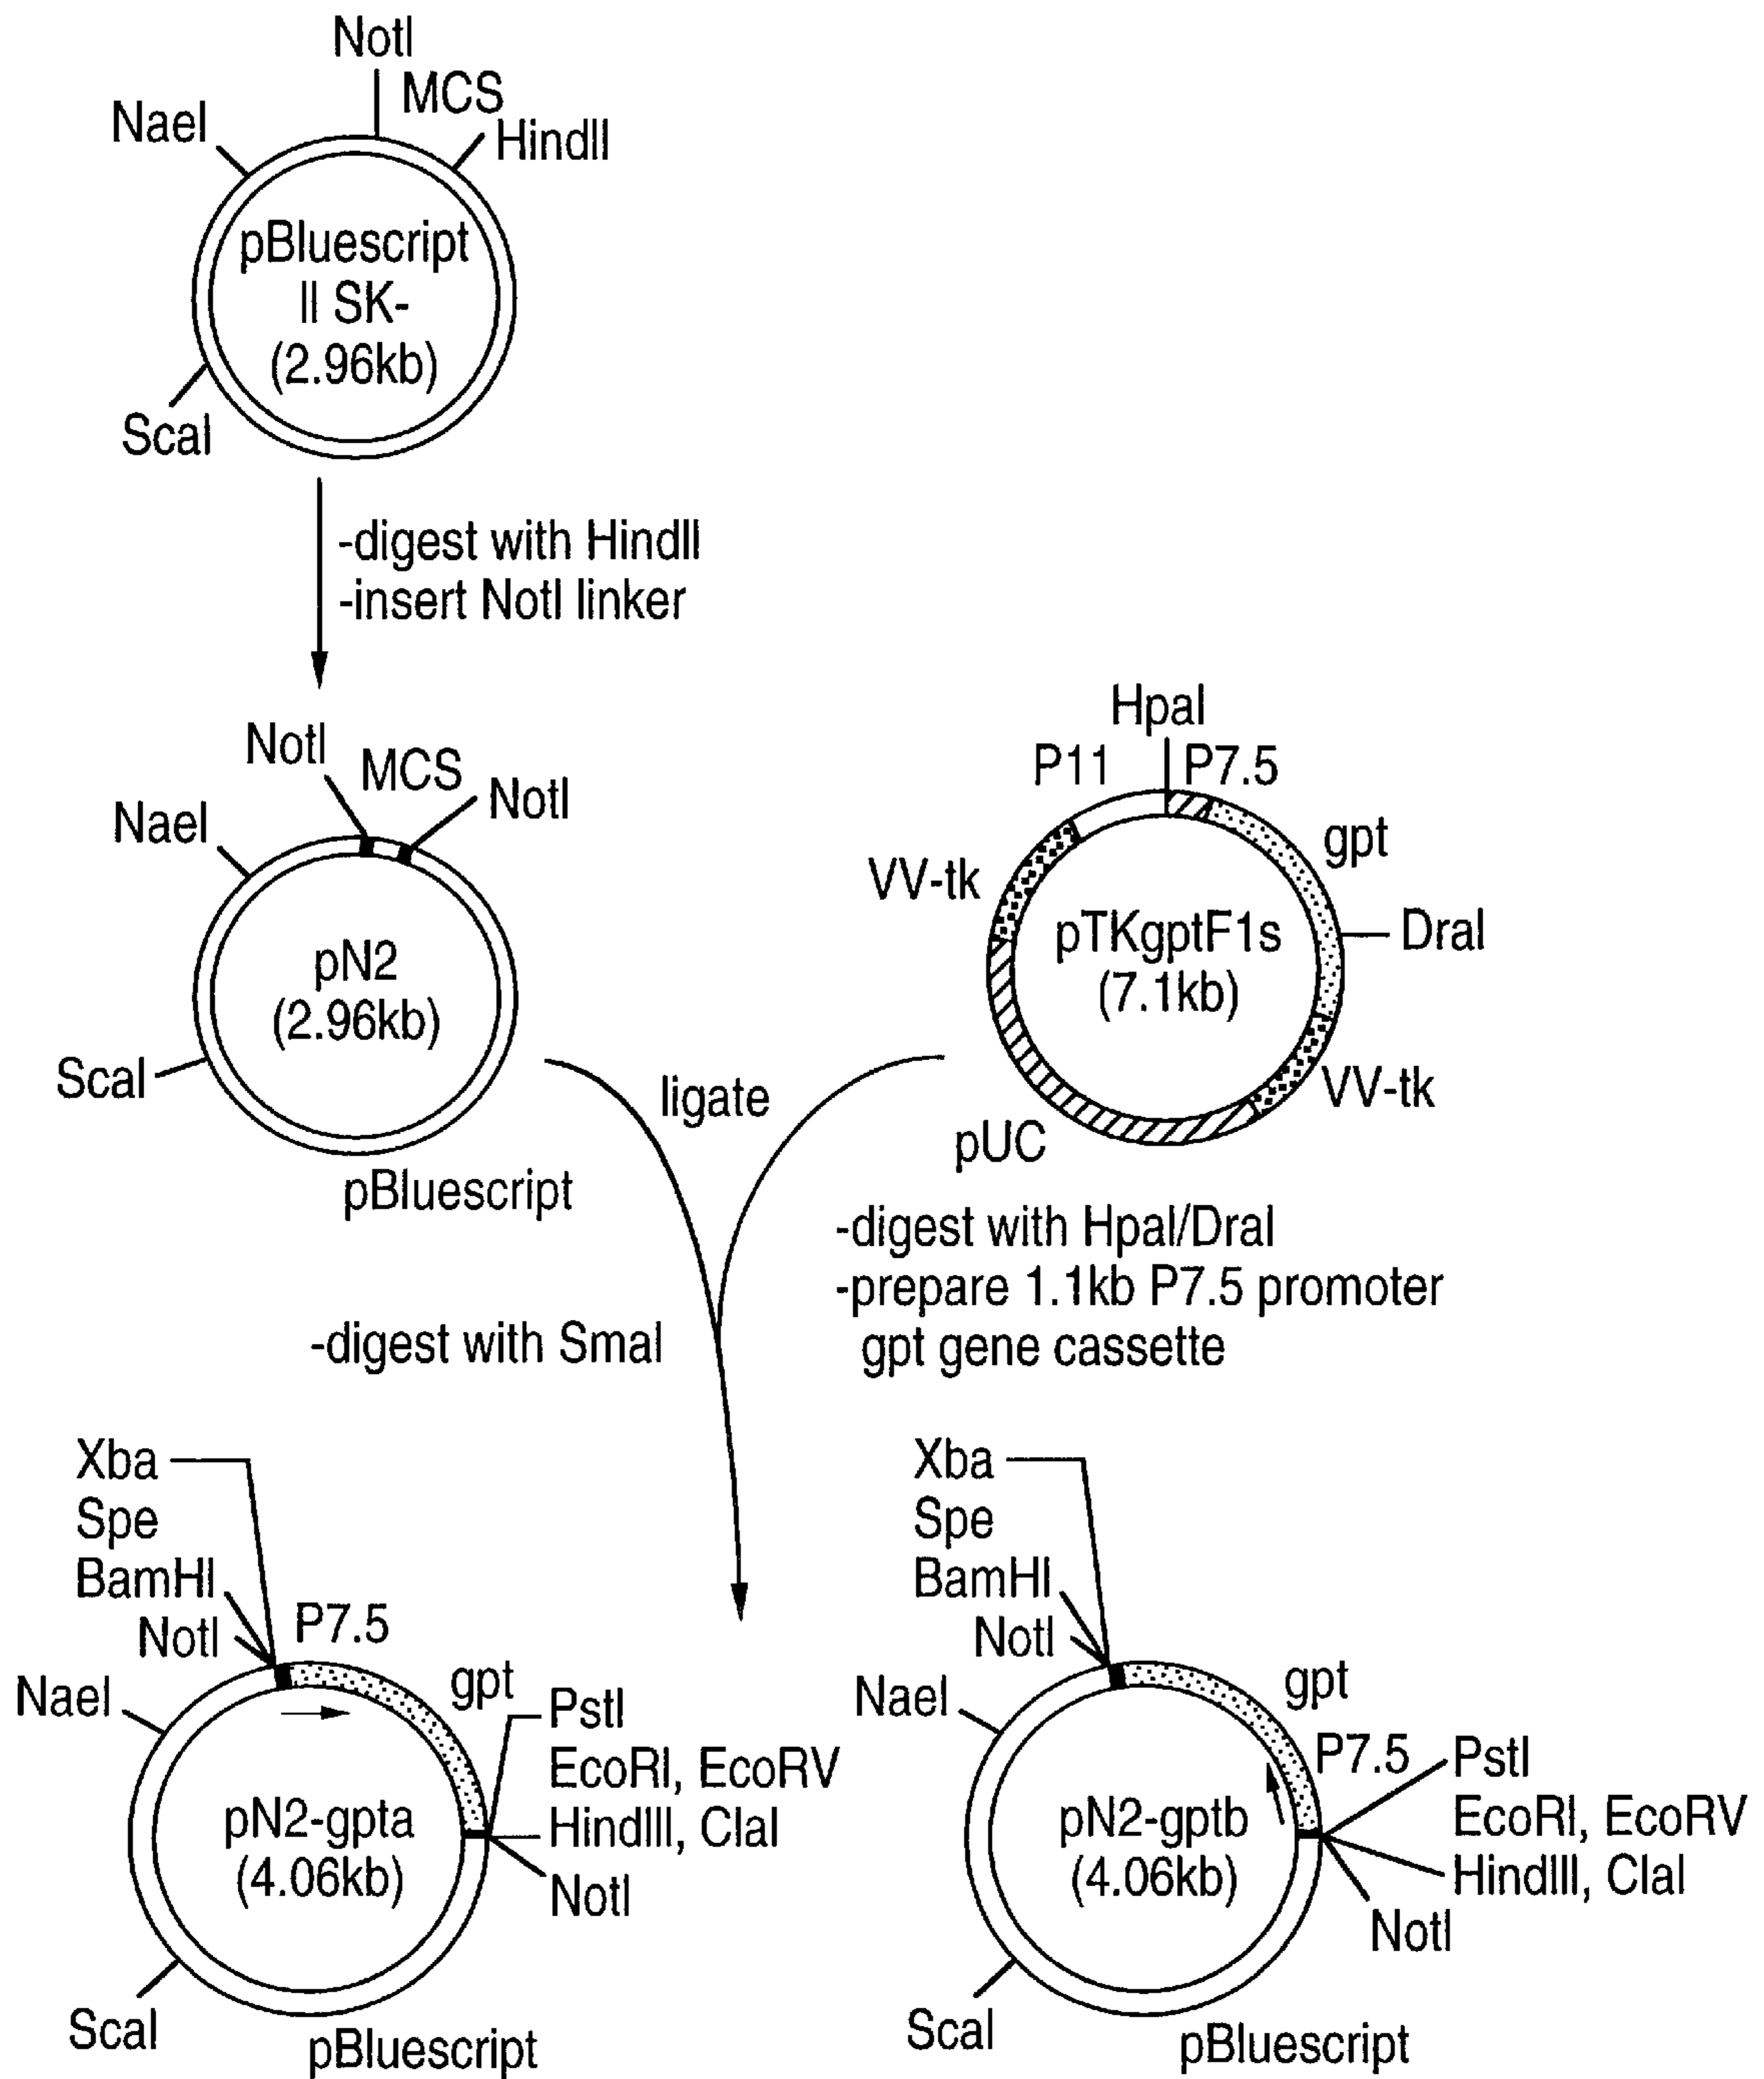 NotI
MCS
NaeI
HindII
pBluescript
II SK-
(2.96kb)
ScaI
-digest with HindII
-insert NotI linker
NotI
MCS
NotI
NaeI
pN2
(2.96kb)
ScaI
pBluescript
HpaI
P11
P7.5
gpt
VV-tk
DraI
pTKgptF1s
(7.1kb)
VV-tk
pUC
ligate
-digest with HpaI/DraI
-prepare 1.1kb P7.5 promoter
gpt gene cassette
-digest with SmaI
Xba
Spe
BamHI
NotI
P7.5
NaeI
gpt
PstI
EcoRI, EcoRV
HindIII, ClaI
NotI
pN2-gpta
(4.06kb)
ScaI
pBluescript
Xba
Spe
BamHI
NotI
NaeI
gpt
P7.5
PstI
EcoRI, EcoRV
HindIII, ClaI
NotI
pN2-gptb
(4.06kb)
ScaI
pBluescript